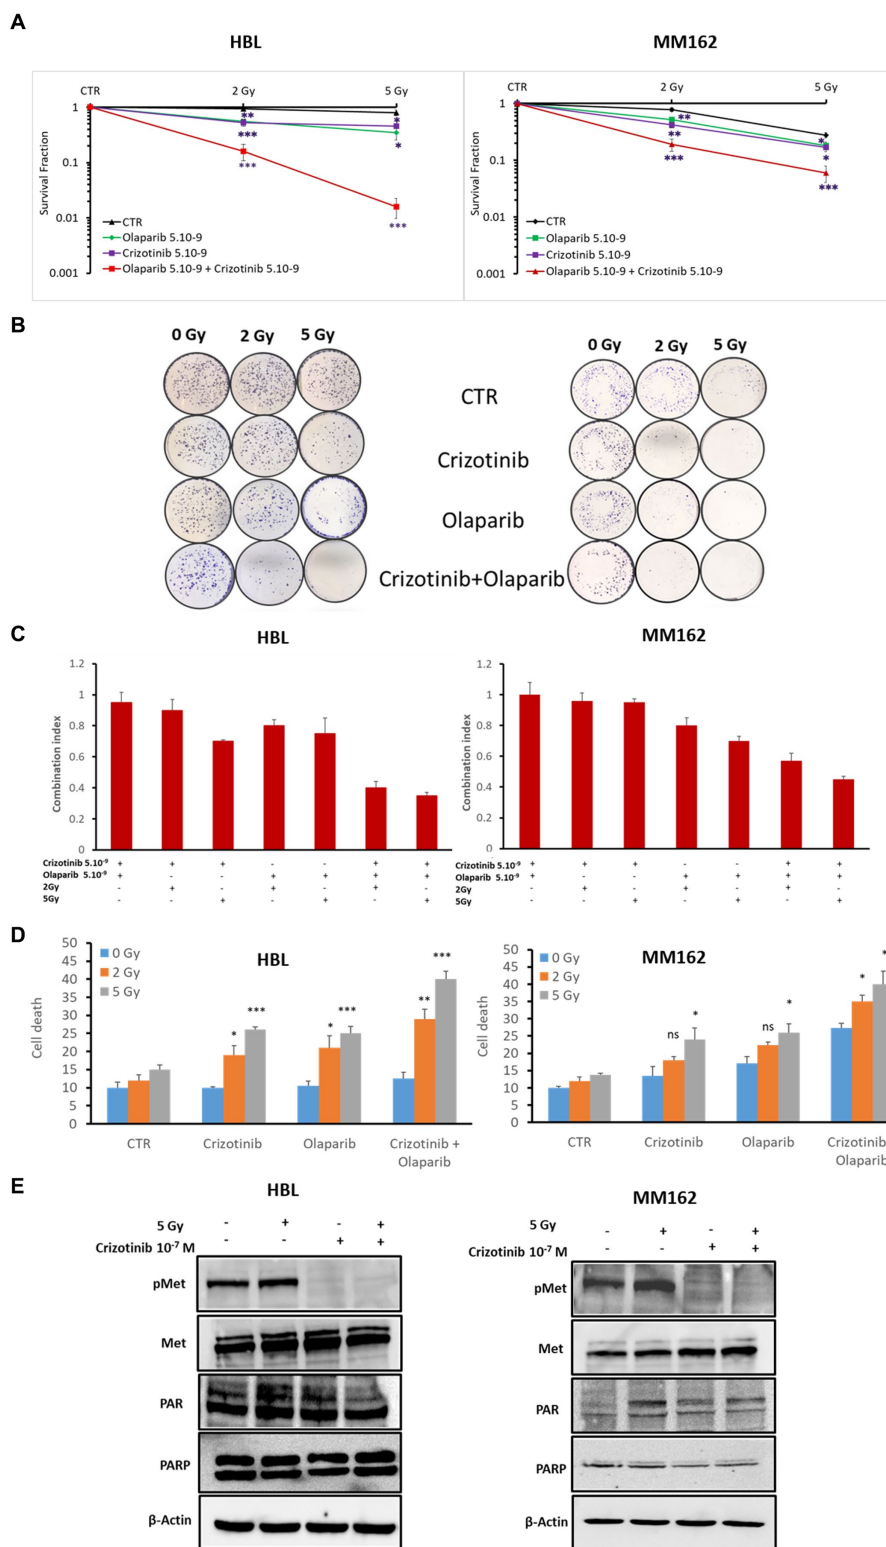 A
HBL MM162
CTR 2 Gy 5 Gy
1
0.1
0.01
0.001
Survival Fraction
** *
*** *
***
***
CTR
Olaparib 5.10-9
Crizotinib 5.10-9
Olaparib 5.10-9 + Crizotinib 5.10-9
CTR 2 Gy 5 Gy
1
0.1
0.01
0.001
Survival Fraction
** *
** *
*** ***
CTR
Olaparib 5.10-9
Crizotinib 5.10-9
Olaparib 5.10-9 + Crizotinib 5.10-9
B
0 Gy 2 Gy 5 Gy
0 Gy 2 Gy 5 Gy
CTR
Crizotinib
Olaparib
Crizotinib+Olaparib
C
HBL
1.2
1
0.8
0.6
0.4
0.2
0
Combination index
Crizotinib 5.10-9 + + + - - + +
Olaparib 5.10-9 + - - + + + +
2Gy - + - + - + -
5Gy - - + - + - +
MM162
1.2
1
0.8
0.6
0.4
0.2
0
Combination index
Crizotinib 5.10-9 + + + - - + +
Olaparib 5.10-9 + - - + + + +
2Gy - + - + - + -
5Gy - - + - + - +
D
HBL
50
45
40
35
30
25
20
15
10
5
0
Cell death
0 Gy
2 Gy
5 Gy
* *** * *** ** ***
CTR Crizotinib Olaparib Crizotinib + Olaparib
MM162
50
45
40
35
30
25
20
15
10
5
0
Cell death
0 Gy
2 Gy
5 Gy
ns * ns * * *
CTR Crizotinib Olaparib Crizotinib
Olaparib
E
HBL
5 Gy - + - +
Crizotinib 10-7 M - - + +
pMet
Met
PAR
PARP
β-Actin
MM162
5 Gy - + - +
Crizotinib 10-7 M - - + +
pMet
Met
PAR
PARP
β-Actin